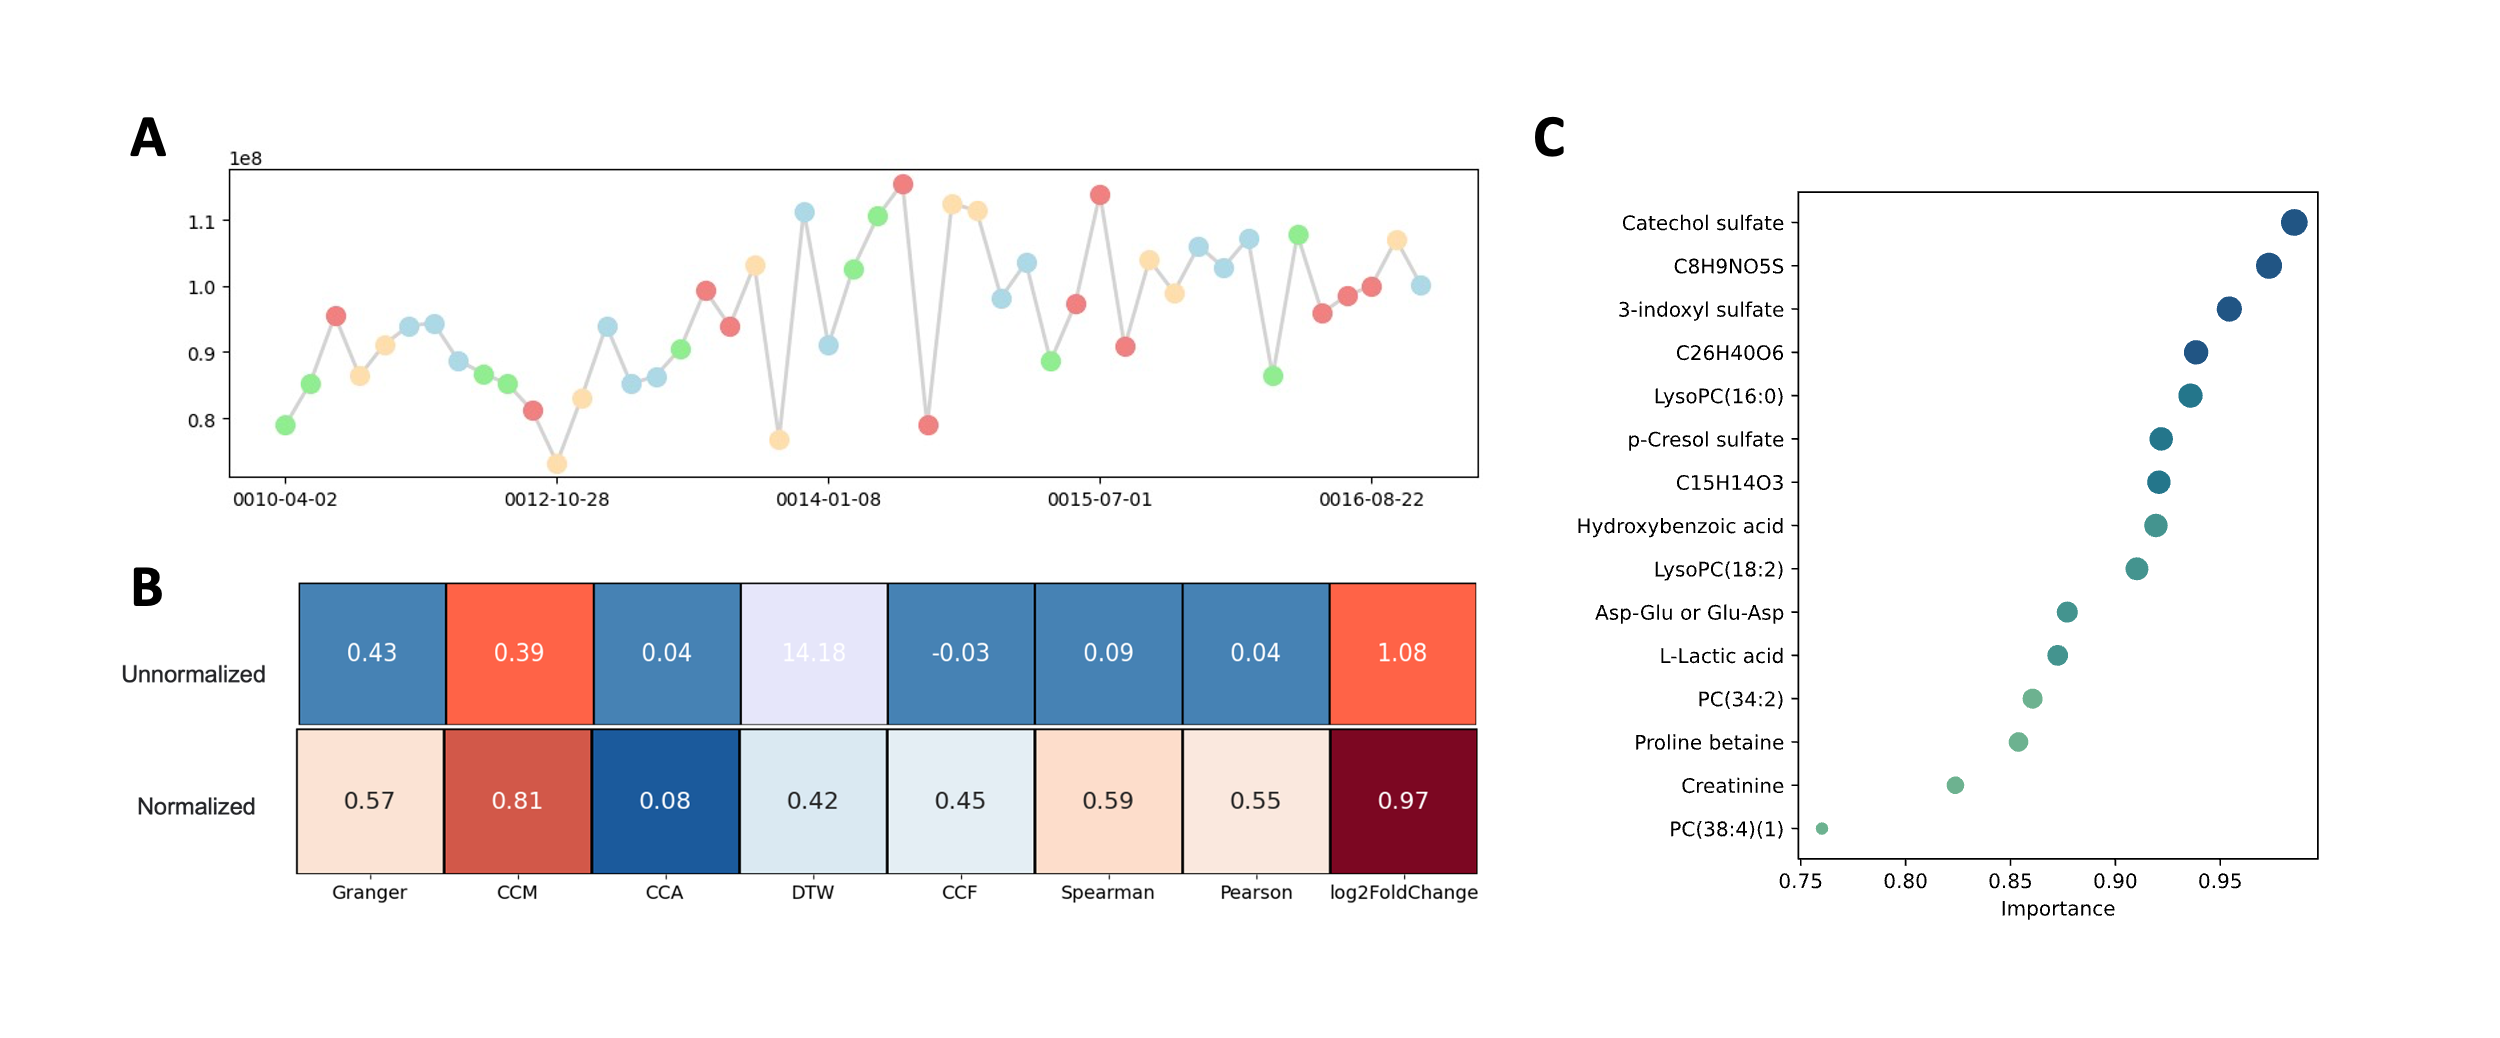 A
1e8
1.1
1.0
0.9
0.8
0010-04-02 0012-10-28 0014-01-08 0015-07-01 0016-08-22
B
Unnormalized 0.43 0.39 0.04 14.18 -0.03 0.09 0.04 1.08
Normalized 0.57 0.81 0.08 0.42 0.45 0.59 0.55 0.97
Granger CCM CCA DTW CCF Spearman Pearson log2FoldChange
C
Catechol sulfate
C8H9NO5S
3-indoxyl sulfate
C26H40O6
LysoPC(16:0)
p-Cresol sulfate
C15H14O3
Hydroxybenzoic acid
LysoPC(18:2)
Asp-Glu or Glu-Asp
L-Lactic acid
PC(34:2)
Proline betaine
Creatinine
PC(38:4)(1)
0.75 0.80 0.85 0.90 0.95
Importance